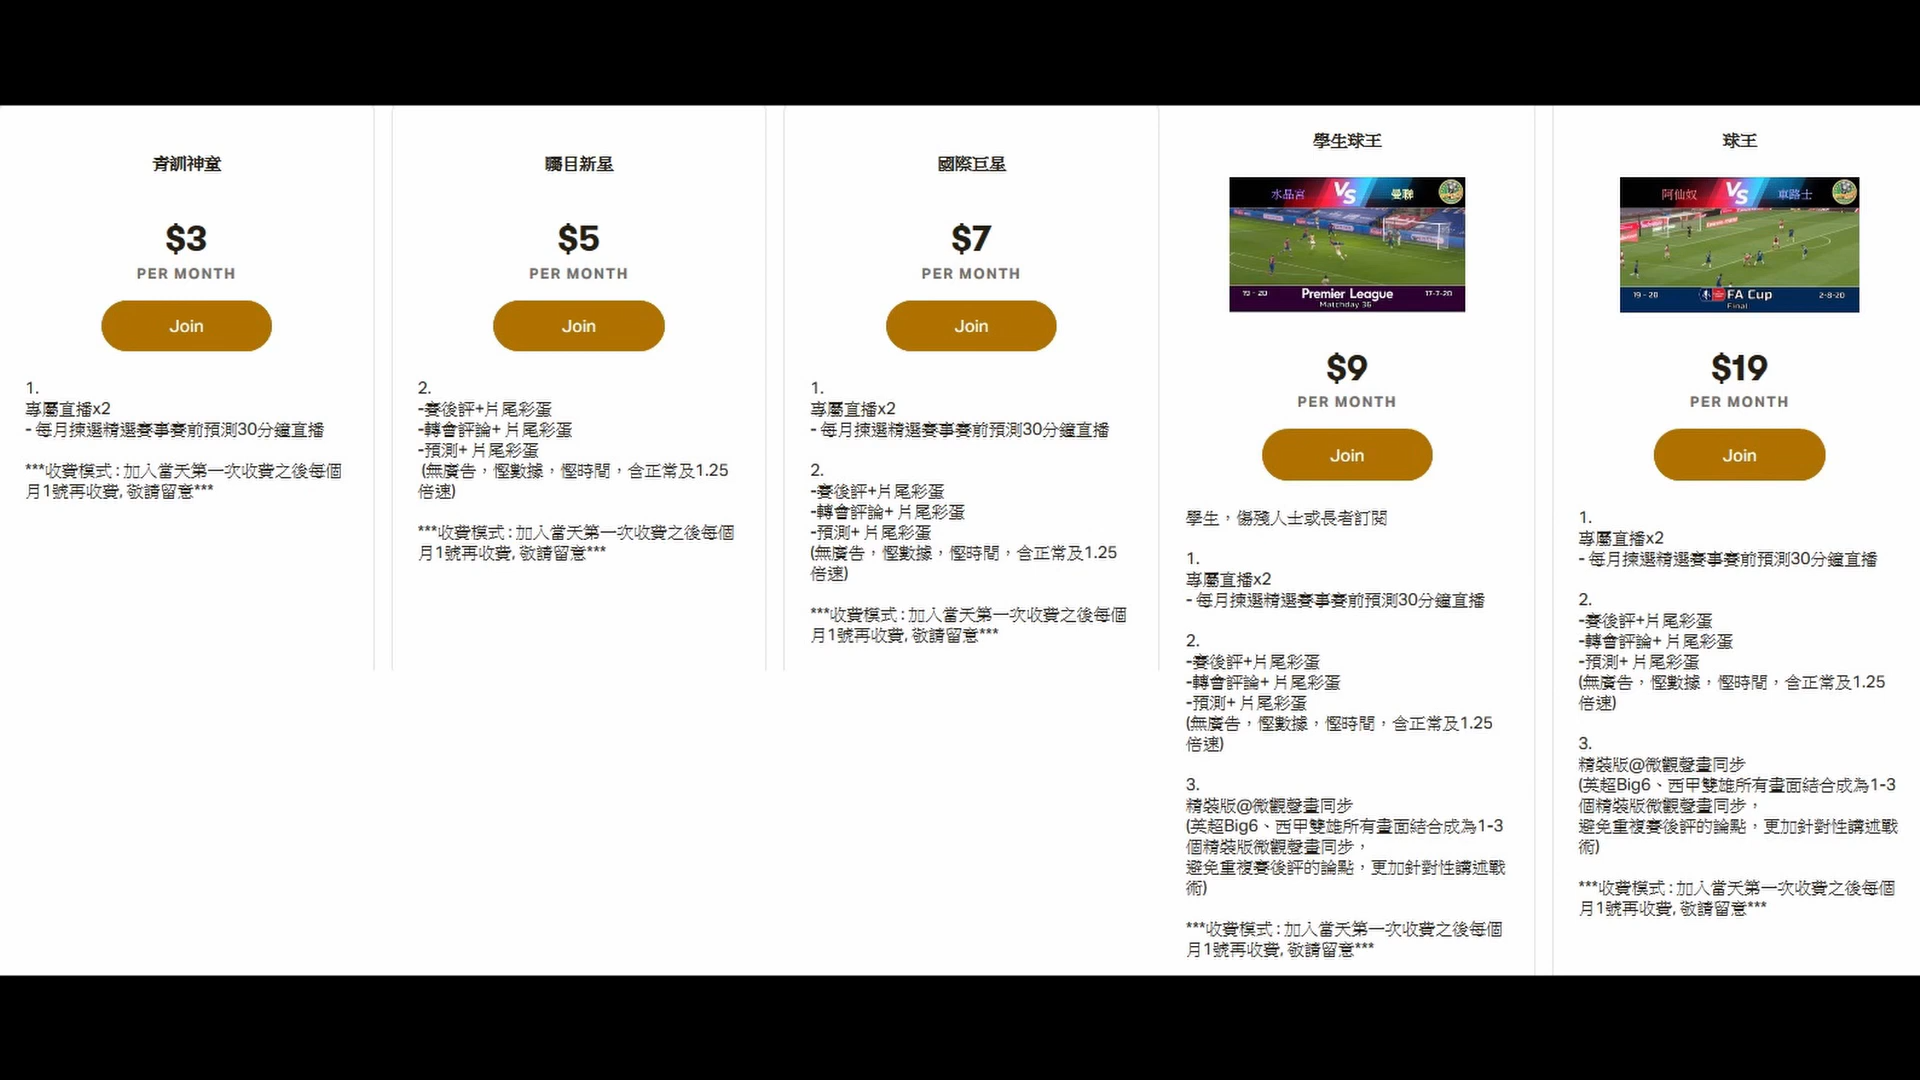 青訓神童
$3
PER MONTH
Join
1.
專屬直播x2
- 每月揀選精選賽事賽前預測30分鐘直播
***收費模式 : 加入當天第一次收費之後每個
月1號再收費, 敬請留意***
矚目新星
$5
PER MONTH
Join
2.
-賽後評+片尾彩蛋
-轉會評論+ 片尾彩蛋
-預測+ 片尾彩蛋
(無廣告，慳數據，慳時間，含正常及1.25
倍速)
***收費模式 : 加入當天第一次收費之後每個
月1號再收費, 敬請留意***
國際巨星
$7
PER MONTH
Join
1.
專屬直播x2
- 每月揀選精選賽事賽前預測30分鐘直播
2.
-賽後評+片尾彩蛋
-轉會評論+ 片尾彩蛋
-預測+ 片尾彩蛋
(無廣告，慳數據，慳時間，含正常及1.25
倍速)
***收費模式 : 加入當天第一次收費之後每個
月1號再收費, 敬請留意***
學生球王
水晶宮 VS 曼聯
19 - 20 Premier League 17-7-20
Matchday 36
$9
PER MONTH
Join
學生，傷殘人士或長者訂閱
1.
專屬直播x2
- 每月揀選精選賽事賽前預測30分鐘直播
2.
-賽後評+片尾彩蛋
-轉會評論+ 片尾彩蛋
-預測+ 片尾彩蛋
(無廣告，慳數據，慳時間，含正常及1.25
倍速)
3.
精裝版@微觀聲畫同步
(英超Big6、西甲雙雄所有畫面結合成為1-3
個精裝版微觀聲畫同步，
避免重複賽後評的論點，更加針對性講述戰
術)
***收費模式 : 加入當天第一次收費之後每個
月1號再收費, 敬請留意***
球王
阿仙奴 VS 車路士
19 - 20 FA Cup 2-8-20
Final
$19
PER MONTH
Join
1.
專屬直播x2
- 每月揀選精選賽事賽前預測30分鐘直播
2.
-賽後評+片尾彩蛋
-轉會評論+ 片尾彩蛋
-預測+ 片尾彩蛋
(無廣告，慳數據，慳時間，含正常及1.25
倍速)
3.
精裝版@微觀聲畫同步
(英超Big6、西甲雙雄所有畫面結合成為1-3
個精裝版微觀聲畫同步，
避免重複賽後評的論點，更加針對性講述戰
術)
***收費模式 : 加入當天第一次收費之後每個
月1號再收費, 敬請留意***